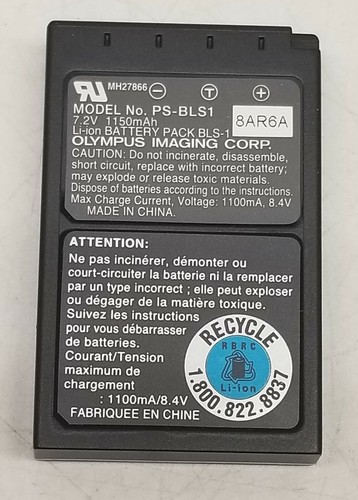 MH27866 - T +
MODEL No. PS-BLS1
7.2V 1150mAh
Li-ion BATTERY PACK BLS-1
8AR6A
OLYMPUS IMAGING CORP.
CAUTION: Do not incinerate, disassemble,
short circuit, replace with incorrect battery;
may explode or release toxic materials.
Dispose of batteries according to the instructions.
Max Charge Current, Voltage: 1100mA, 8.4V
MADE IN CHINA.
ATTENTION:
Ne pas incinérer, démonter ou
court-circuiter la batterie ni la remplacer
par un type incorrect ; elle peut exploser
ou dégager de la matière toxique.
Suivez les instructions
pour vous débarrasser
de batteries.
Courant/Tension
maximum de
chargement
: 1100mA/8.4V
FABRIQUEE EN CHINE
RECYCLE
RBRC
Li-ion
1.800.822.8837